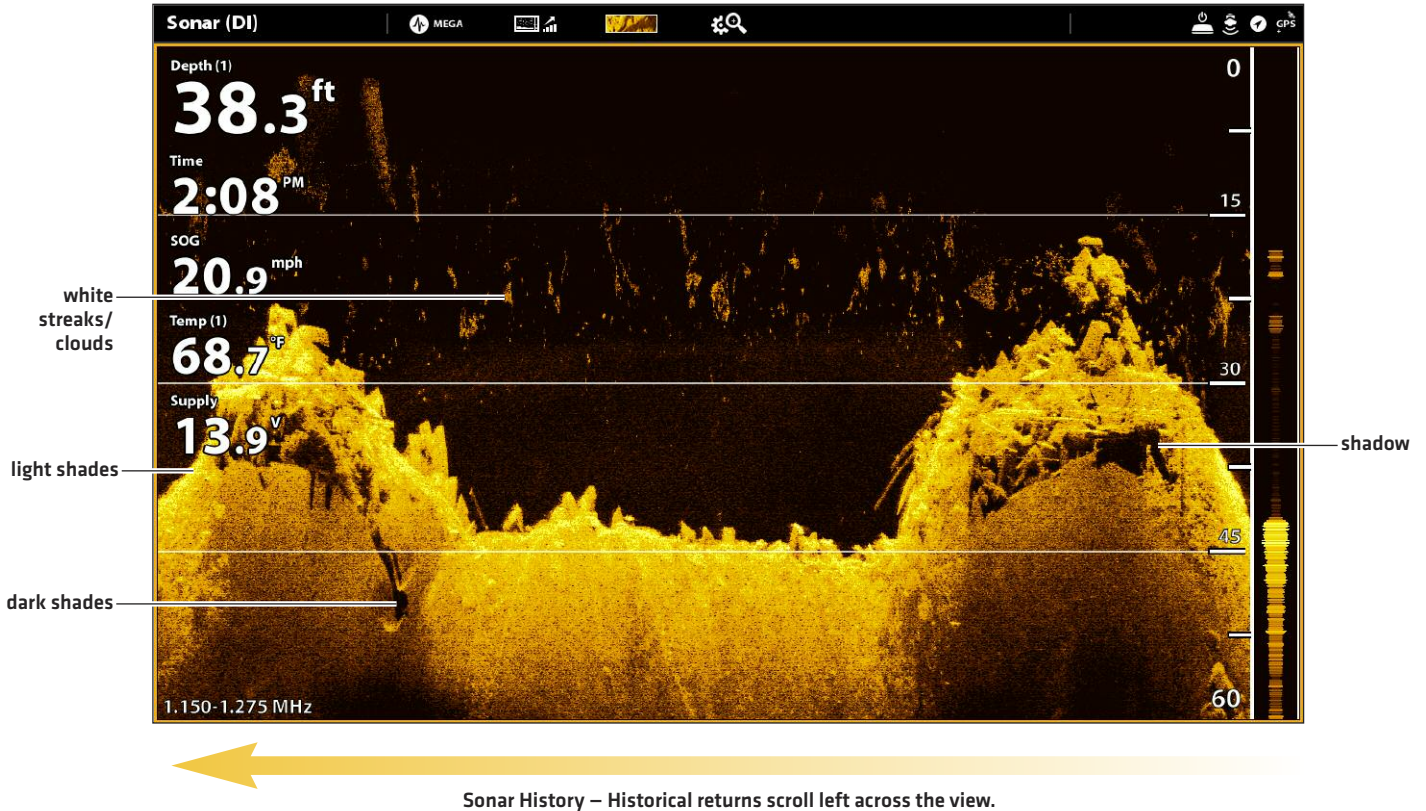 Sonar (DI)
MEGA
GPS
Depth (1)
38.3 ft
Time
2:08 PM
SOG
20.9 mph
Temp (1)
68.7 °F
Supply
13.9 V
1.150-1.275 MHz
0
15
30
45
60
white
streaks/
clouds
light shades
dark shades
shadow
Sonar History – Historical returns scroll left across the view.